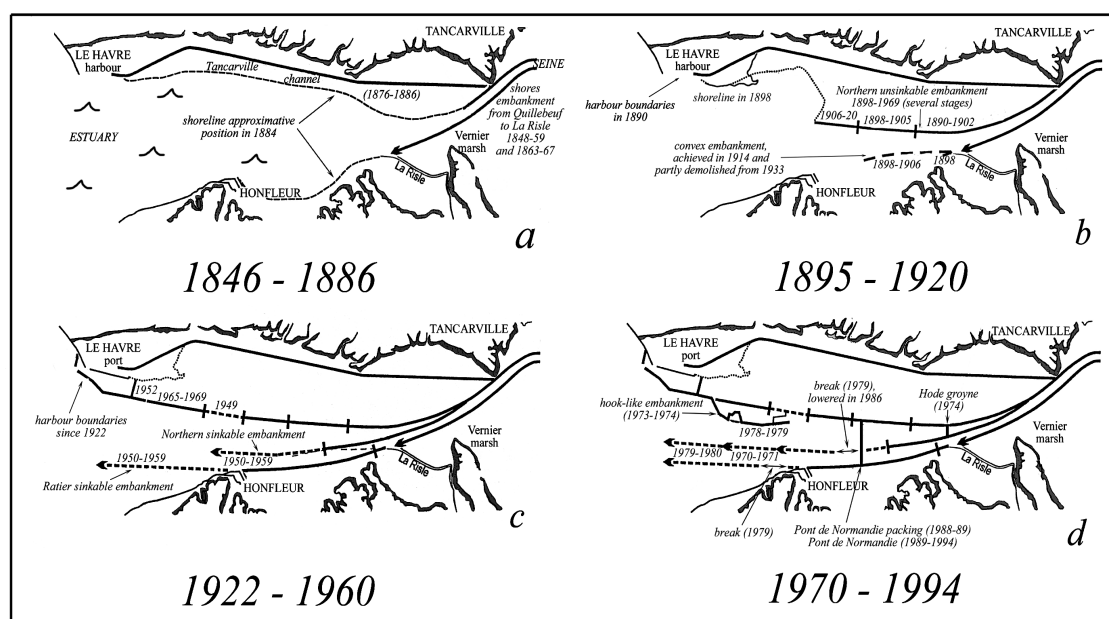 TANCARVILLE
LE HAVRE
harbour
SEINE
Tancarville
channel
(1876-1886)
shores
embankment
from Quillebeuf
to La Risle
1848-59
and 1863-67
shoreline approximative
position in 1884
ESTUARY
Vernier
marsh
La Risle
HONFLEUR
a
1846 - 1886
TANCARVILLE
LE HAVRE
harbour
shoreline in 1898
harbour boundaries
in 1890
Northern unsinkable embankment
1898-1969 (several stages)
1906-20
1898-1905
1890-1902
convex embankment,
achieved in 1914 and
partly demolished from 1933
1898-1906
1898
Vernier
marsh
La Risle
HONFLEUR
b
1895 - 1920
TANCARVILLE
LE HAVRE
port
1952
1965-1969
1949
harbour boundaries
since 1922
Northern sinkable embankment
Vernier
marsh
1950-1959
1950-1959
La Risle
Ratier sinkable embankment
HONFLEUR
c
1922 - 1960
TANCARVILLE
LE HAVRE
port
break (1979),
lowered in 1986
Hode groyne
(1974)
hook-like embankment
(1973-1974)
1978-1979
Vernier
marsh
1979-1980
1970-1971
La Risle
HONFLEUR
break (1979)
Pont de Normandie packing (1988-89)
Pont de Normandie (1989-1994)
d
1970 - 1994